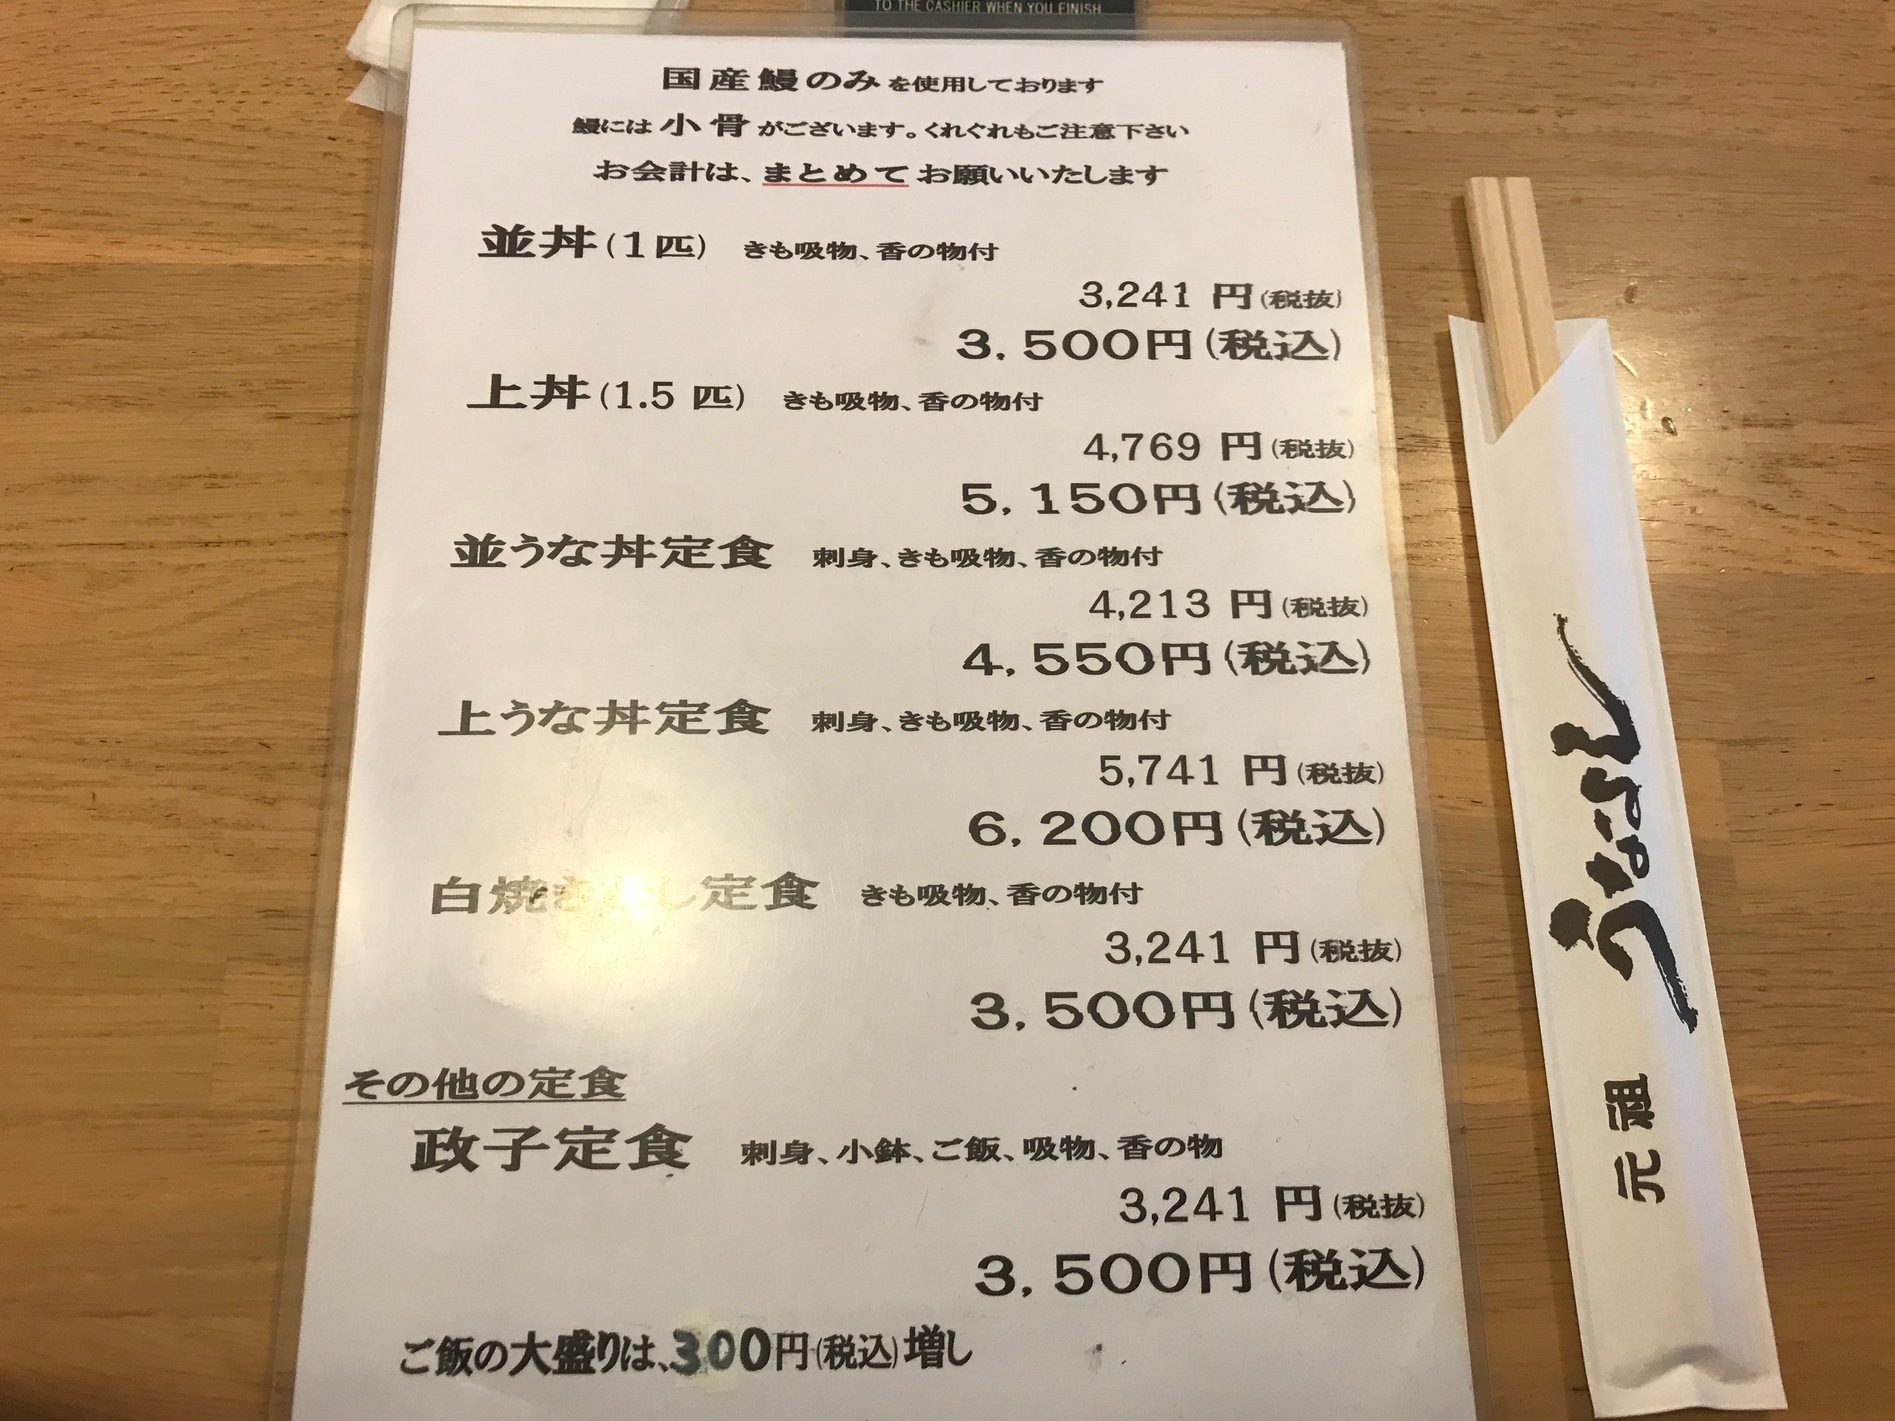 TO THE CASHIER WHEN YOU FINISH
国産鰻のみを使用しております
鰻には小骨がございます。くれぐれもご注意下さい
お会計は、まとめてお願いいたします
並丼(1匹) きも吸物、香の物付
3,241 円(税抜)
3,500円(税込)
上丼(1.5 匹) きも吸物、香の物付
4,769 円(税抜)
5,150円(税込)
並うな丼定食 刺身、きも吸物、香の物付
4,213 円(税抜)
4,550円(税込)
上うな丼定食 刺身、きも吸物、香の物付
5,741 円(税抜)
6,200円(税込)
白焼き し定食 きも吸物、香の物付
3,241 円(税抜)
3,500円(税込)
その他の定食
政子定食 刺身、小鉢、ご飯、吸物、香の物
3,241 円(税抜)
3,500円(税込)
ご飯の大盛りは、300円(税込)増し
元祖 うなよし